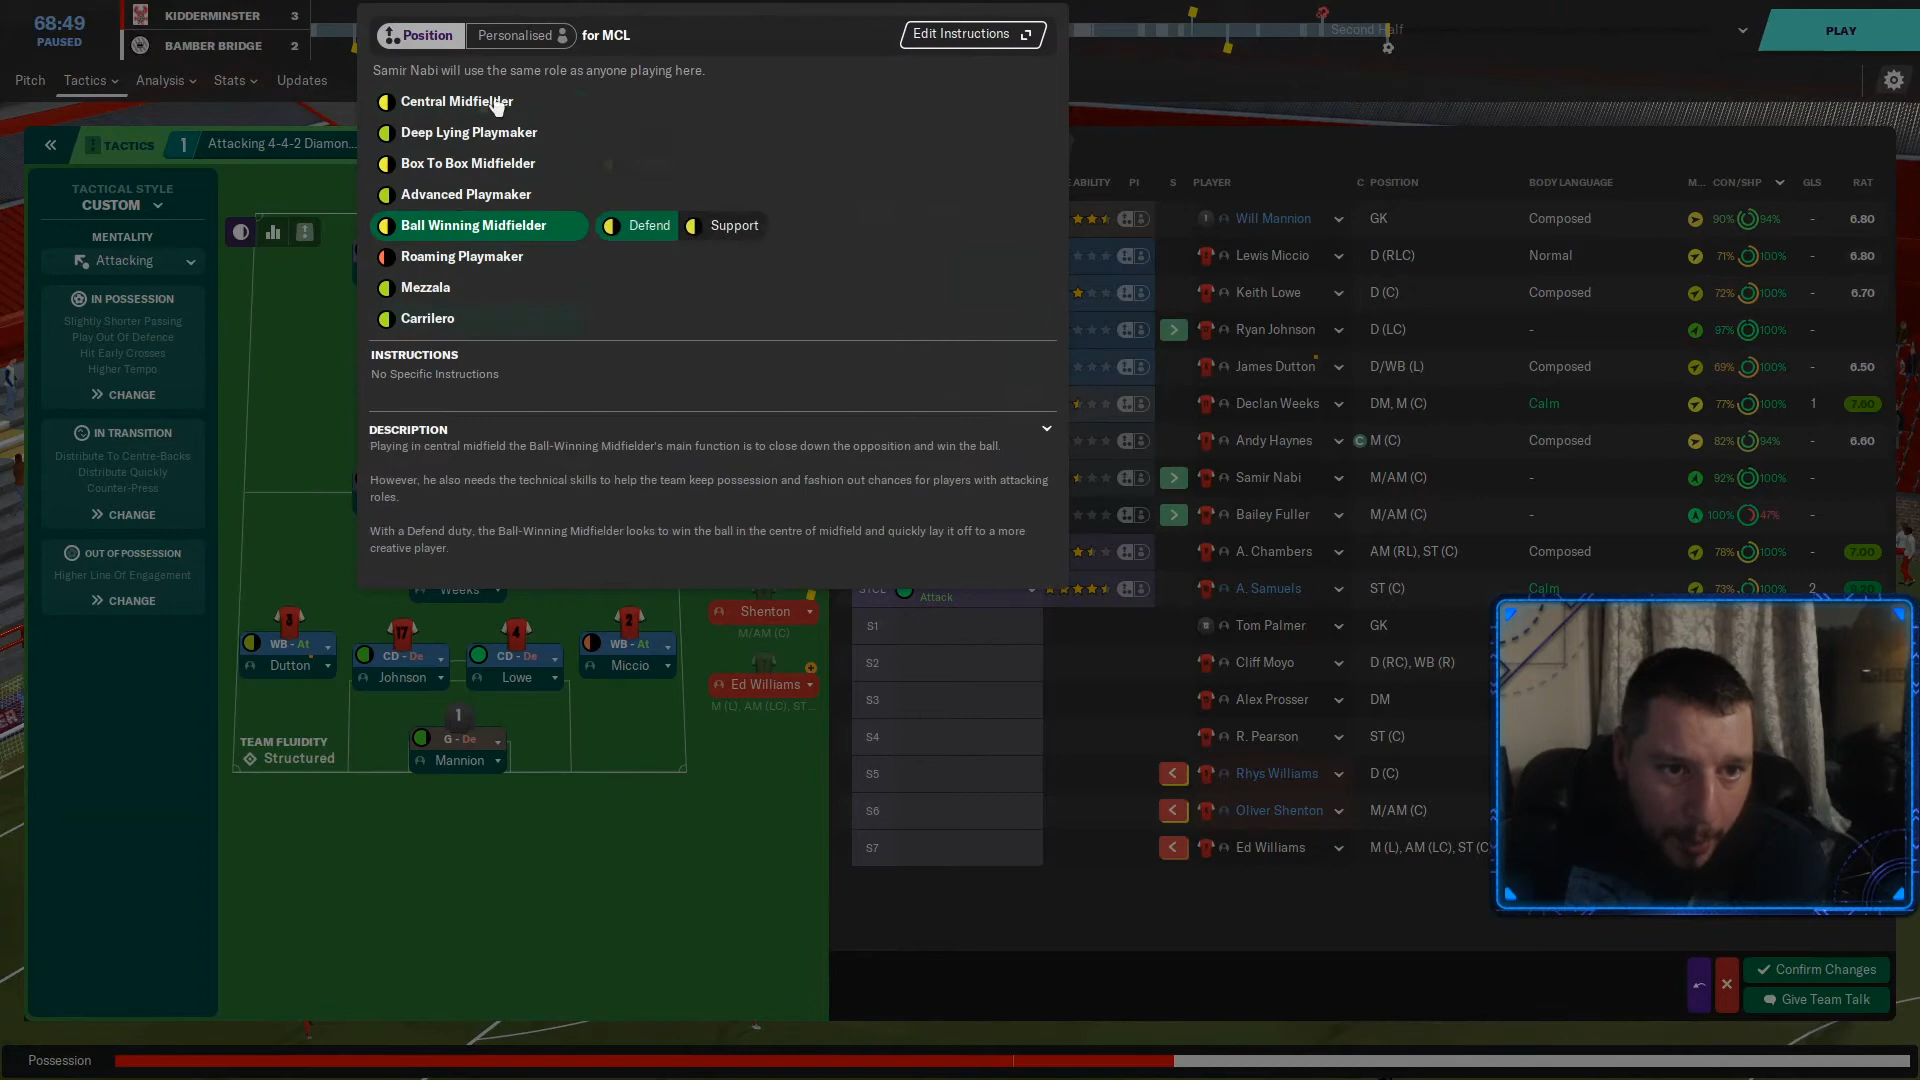 68:49
PAUSED
KIDDERMINSTER 3
BAMBER BRIDGE 2
Second Half
PLAY
Pitch Tactics Analysis Stats Updates
Position Personalised for MCL
Edit Instructions
Samir Nabi will use the same role as anyone playing here.
Central Midfielder
Deep Lying Playmaker
Box To Box Midfielder
Advanced Playmaker
Ball Winning Midfielder Defend Support
Roaming Playmaker
Mezzala
Carrilero
INSTRUCTIONS
No Specific Instructions
DESCRIPTION
Playing in central midfield the Ball-Winning Midfielder's main function is to close down the opposition and win the ball.
However, he also needs the technical skills to help the team keep possession and fashion out chances for players with attacking
roles.
With a Defend duty, the Ball-Winning Midfielder looks to win the ball in the centre of midfield and quickly lay it off to a more
creative player.
TACTICS 1 Attacking 4-4-2 Diamon...
TACTICAL STYLE
CUSTOM
MENTALITY
Attacking
IN POSSESSION
Slightly Shorter Passing
Play Out Of Defence
Hit Early Crosses
Higher Tempo
CHANGE
IN TRANSITION
Distribute To Centre-Backs
Distribute Quickly
Counter-Press
CHANGE
OUT OF POSSESSION
Higher Line Of Engagement
CHANGE
Weeks
3
WB - At
Dutton
17
CD - De
Johnson
4
CD - De
Lowe
2
WB - At
Miccio
1
G - De
Mannion
TEAM FLUIDITY
Structured
Shenton
M/AM (C)
Ed Williams
M (L), AM (LC), ST...
ABILITY PI S PLAYER C POSITION BODY LANGUAGE M... CON/SHP GLS RAT
Will Mannion GK Composed 90% 94% - 6.80
Lewis Miccio D (RLC) Normal 71% 100% - 6.80
Keith Lowe D (C) Composed 72% 100% - 6.70
Ryan Johnson D (LC) - 97% 100% -
James Dutton D/WB (L) Composed 69% 100% - 6.50
Declan Weeks DM, M (C) Calm 77% 100% 1 7.60
Andy Haynes C M (C) Composed 82% 94% - 6.60
Samir Nabi M/AM (C) 92% 100% -
Bailey Fuller M/AM (C) - 100% 47% -
A. Chambers AM (RL), ST (C) Composed 78% 100% - 7.00
STCL Attack A. Samuels ST (C) Calm 73% 100% 2
S1 Tom Palmer GK
S2 Cliff Moyo D (RC), WB (R)
S3 Alex Prosser DM
S4 R. Pearson ST (C)
S5 Rhys Williams D (C)
S6 Oliver Shenton M/AM (C)
S7 Ed Williams M (L), AM (LC), ST (C
Confirm Changes
Give Team Talk
Possession